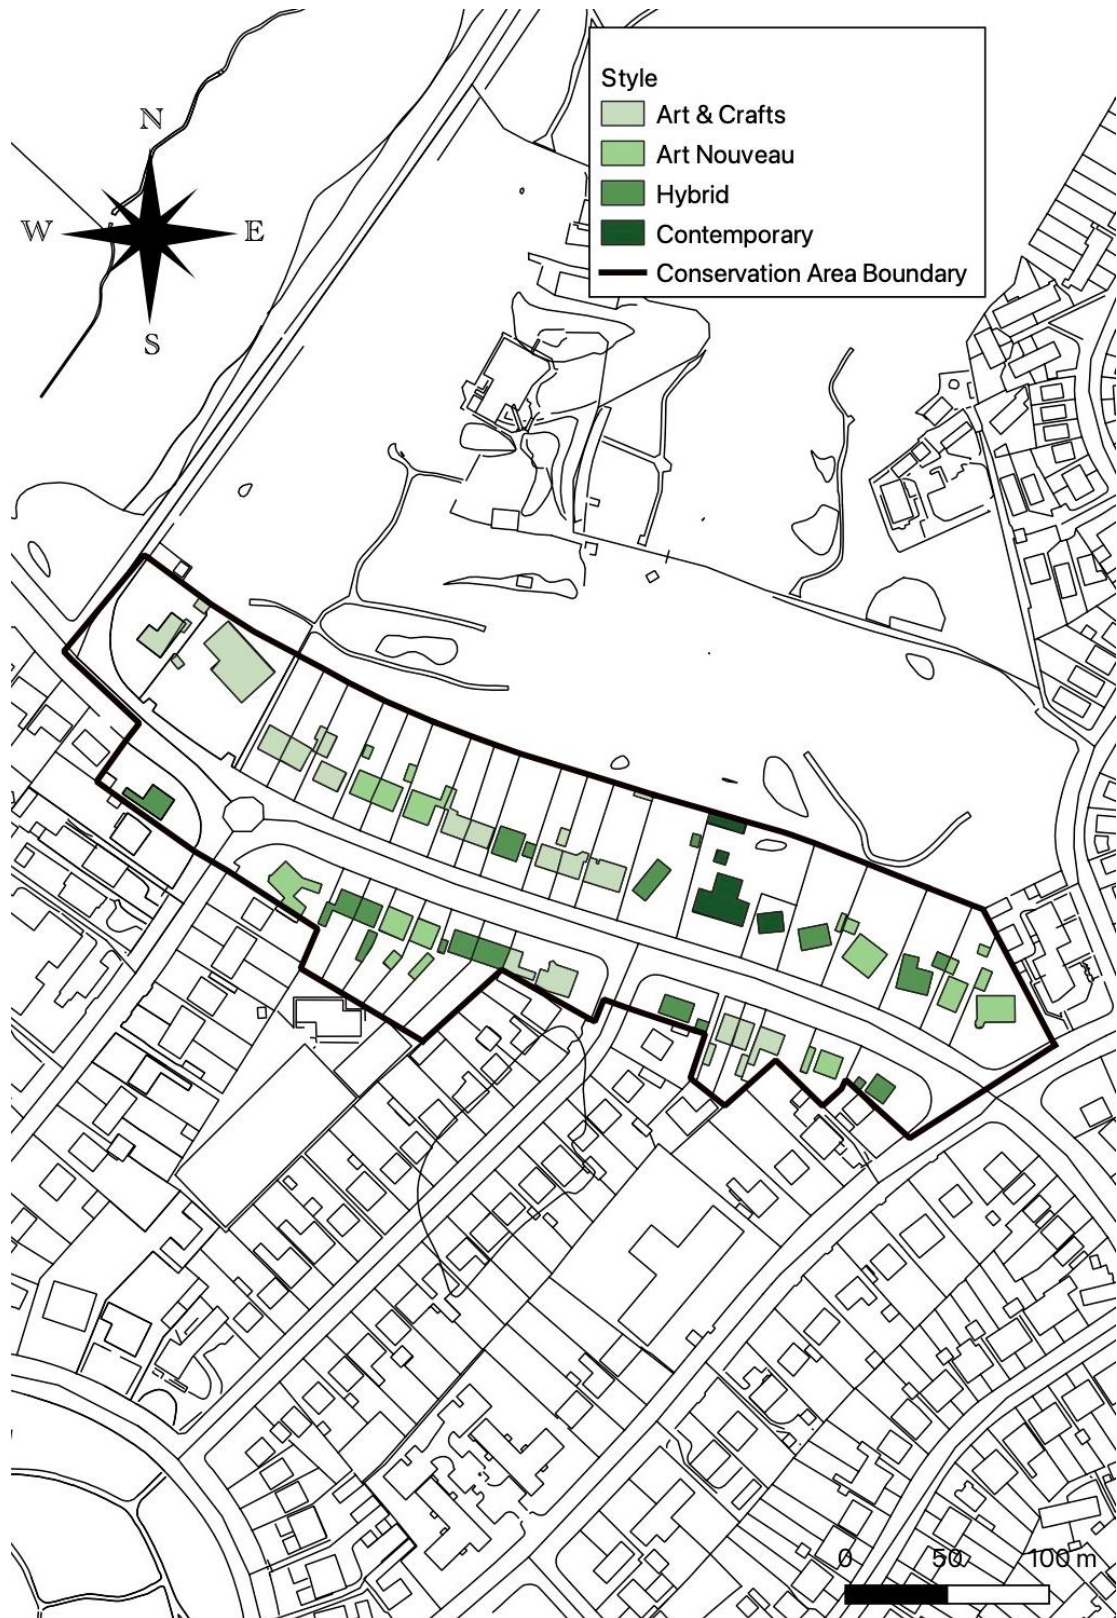 N
W
E
S
Style
Art & Crafts
Art Nouveau
Hybrid
Contemporary
Conservation Area Boundary
0 50 100 m